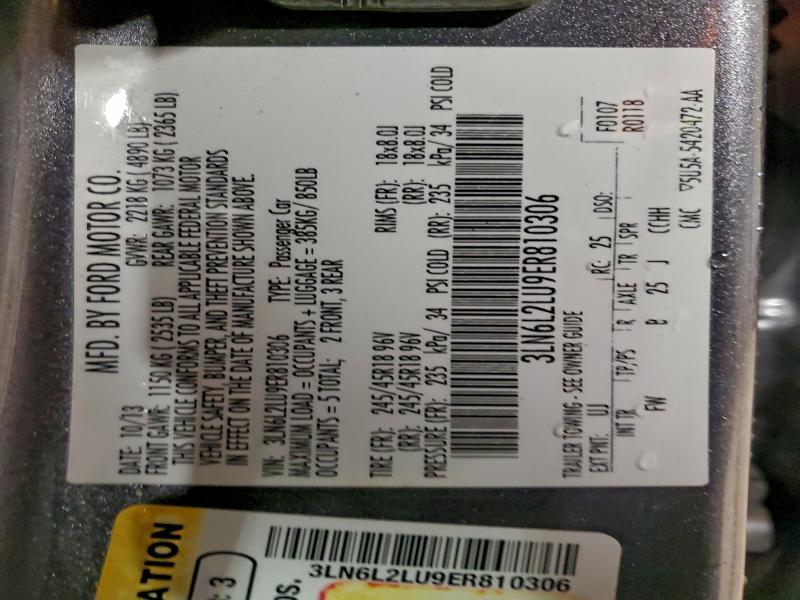 MFD. BY FORD MOTOR CO.
DATE: 10/13 GVWR: 2218 KG ( 4890 LB)
FRONT GAWR: 1150 KG ( 2535 LB) REAR GAWR: 1073 KG ( 2365 LB)
THIS VEHICLE CONFORMS TO ALL APPLICABLE FEDERAL MOTOR
VEHICLE SAFETY, BUMPER, AND THEFT PREVENTION STANDARDS
IN EFFECT ON THE DATE OF MANUFACTURE SHOWN ABOVE.
VIN: 3LN6L2LU9ER810306 TYPE: Passenger Car
MAXIMUM LOAD = OCCUPANTS + LUGGAGE = 385KG/ 850LB
OCCUPANTS = 5 TOTAL; 2 FRONT, 3 REAR
TIRE (FR): 245/45R18 96V RIMS (FR): 18x8.0J
(RR): 245/45R18 96V (RR): 18x8.0J
PRESSURE (FR): 235 kPa/ 34 PSI COLD (RR): 235 kPa/ 34 PSI COLD
3LN6L2LU9ER810306
F0107
TRAILER TOWING - SEE OWNER GUIDE R0118
EXT PNT: UJ RC: 25 DSO:
INT TR TP/PS R AXLE TR SPR
FW B 25 J CCHH
CMC 5U5A-5420472-AA
ATION
: 3
os,
3LN6L2LU9ER810306